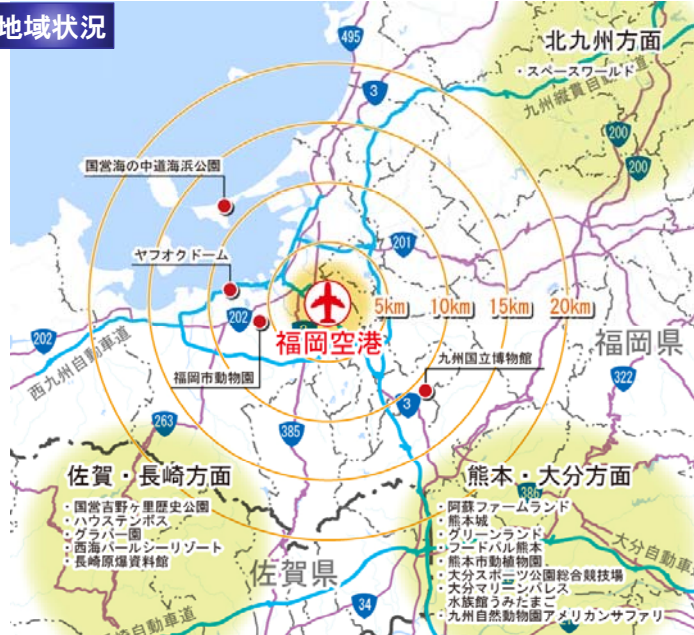 地域状況
495
3
北九州方面
・スペースワールド
九州縦貫自動車道
200
200
国営海の中道海浜公園
201
ヤフオクドーム
5km
10km
15km
20km
202
202
福岡空港
福岡県
西九州自動車道
福岡市動物園
九州国立博物館
322
3
263
385
佐賀・長崎方面
・国営吉野ヶ里歴史公園
・ハウステンボス
・グラバー園
・西海パールシーリゾート
・長崎原爆資料館
熊本・大分方面
386
・阿蘇ファームランド
・熊本城
・グリーンランド
・フードパル熊本
・熊本市動植物園
・大分スポーツ公園総合競技場
・大分マリーンパレス
水族館うみたまご
・九州自然動物園アメリカンサファリ
大分自動車道
佐賀県
34
長崎自動車道